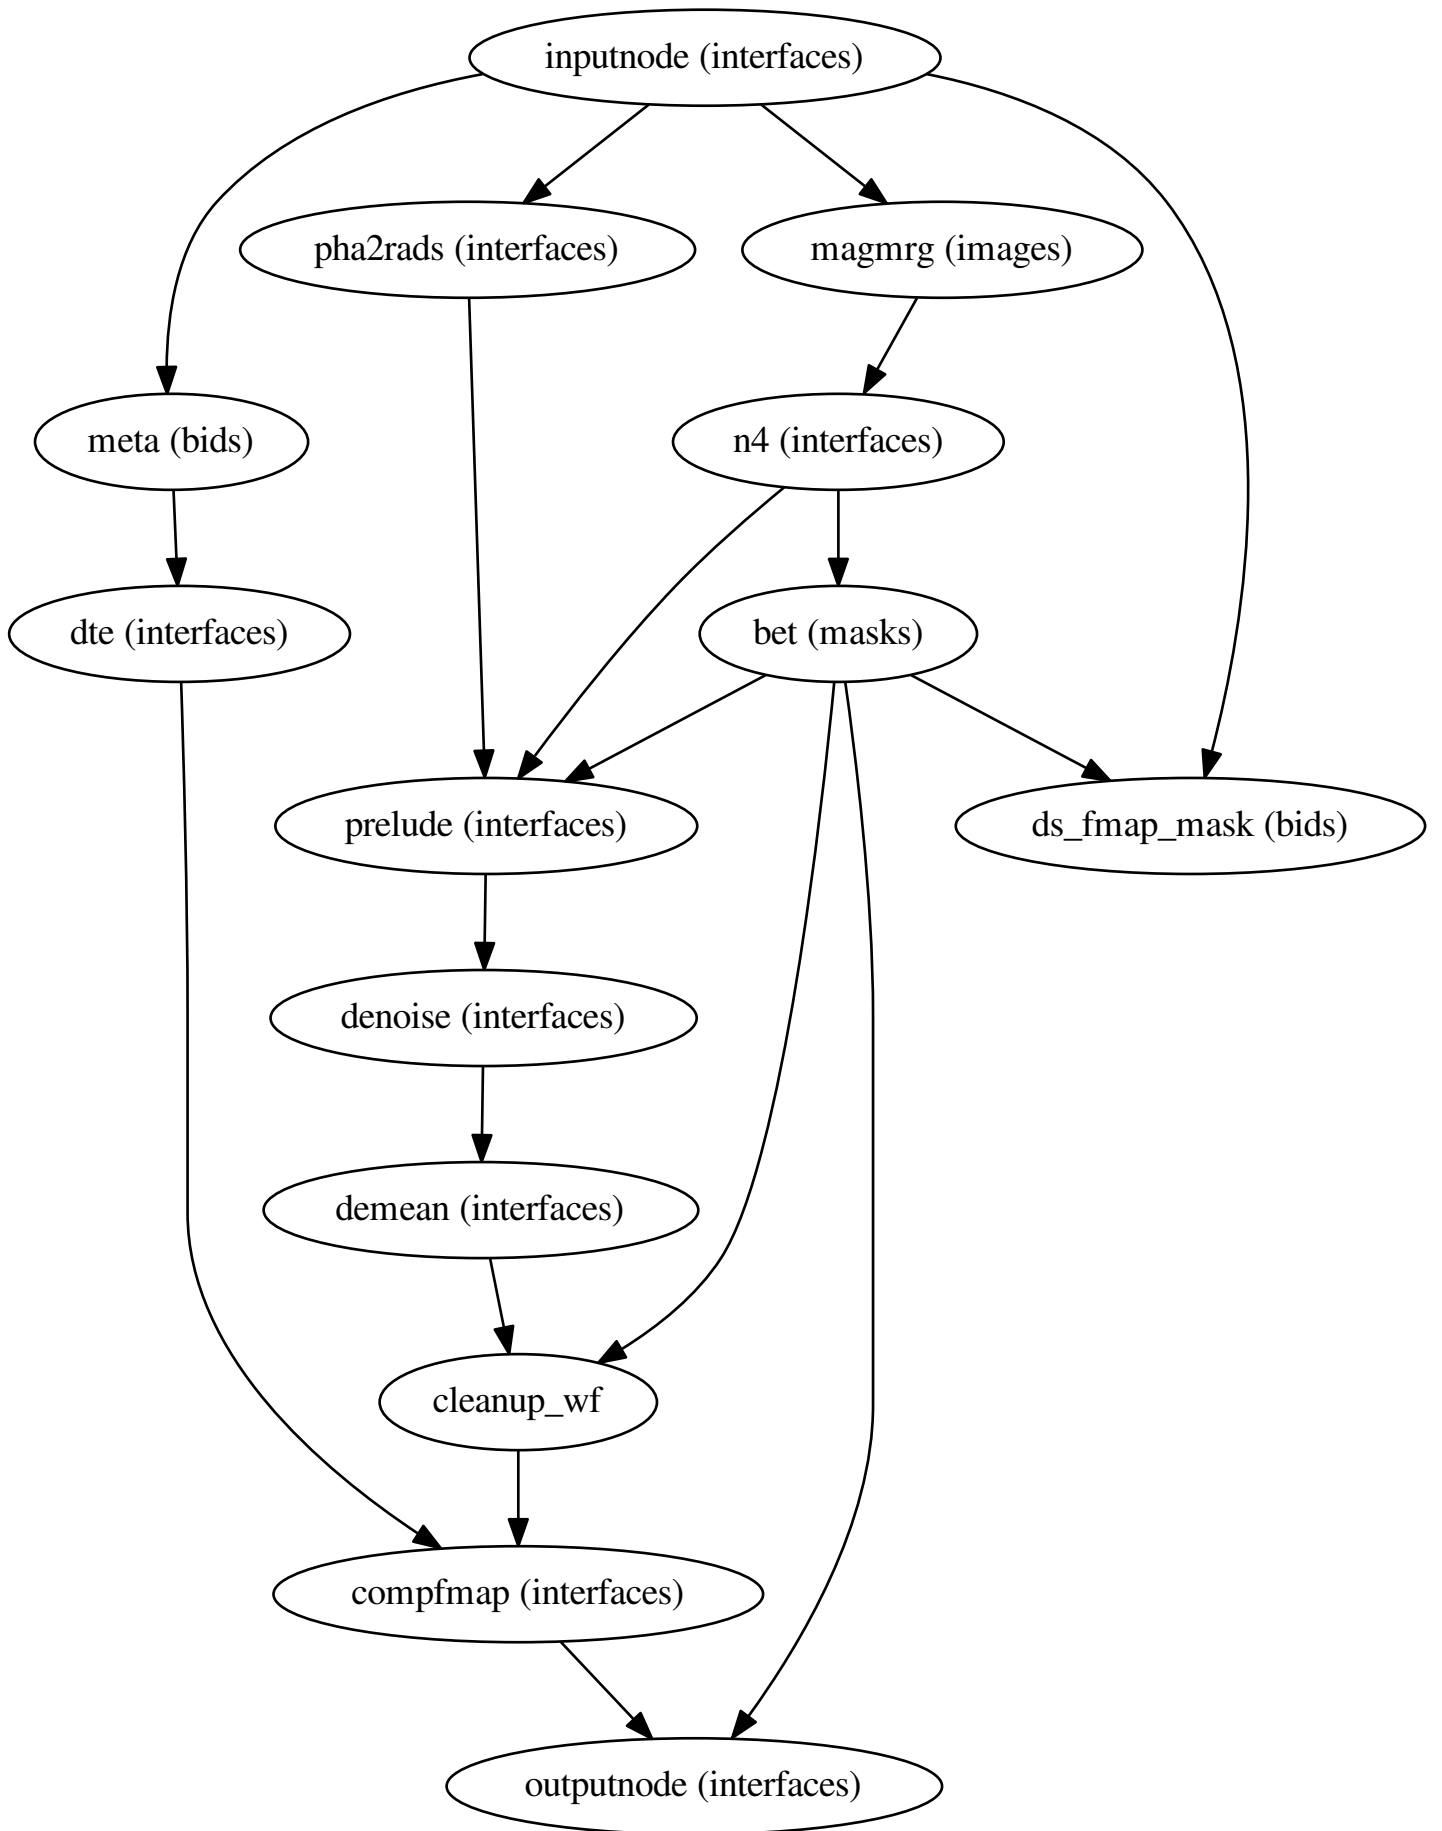 inputnode (interfaces)
pha2rads (interfaces)
magmrg (images)
meta (bids)
n4 (interfaces)
dte (interfaces)
bet (masks)
prelude (interfaces)
ds_fmap_mask (bids)
denoise (interfaces)
demean (interfaces)
cleanup_wf
compfmap (interfaces)
outputnode (interfaces)